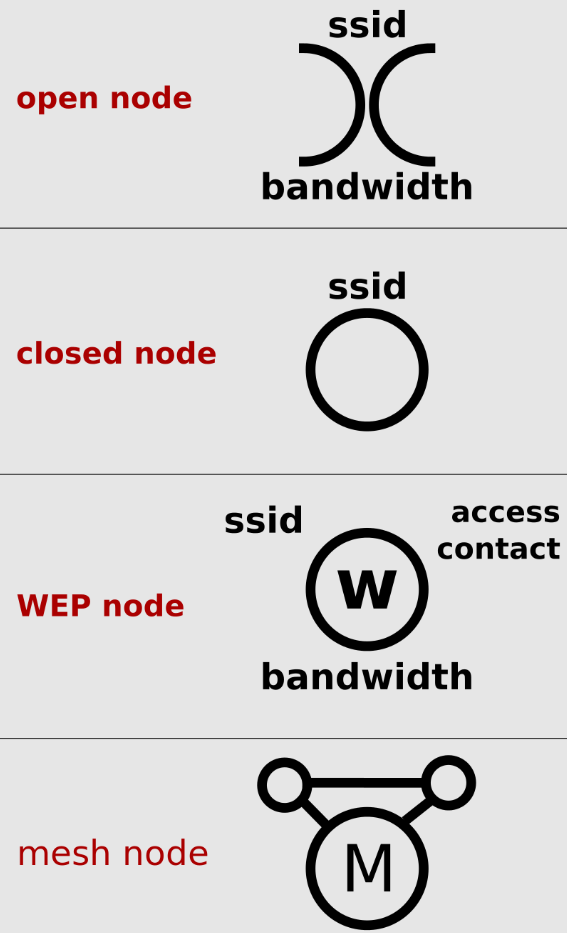 ssid
open node
bandwidth
ssid
closed node
ssid
access
contact
W
WEP node
bandwidth
mesh node
M